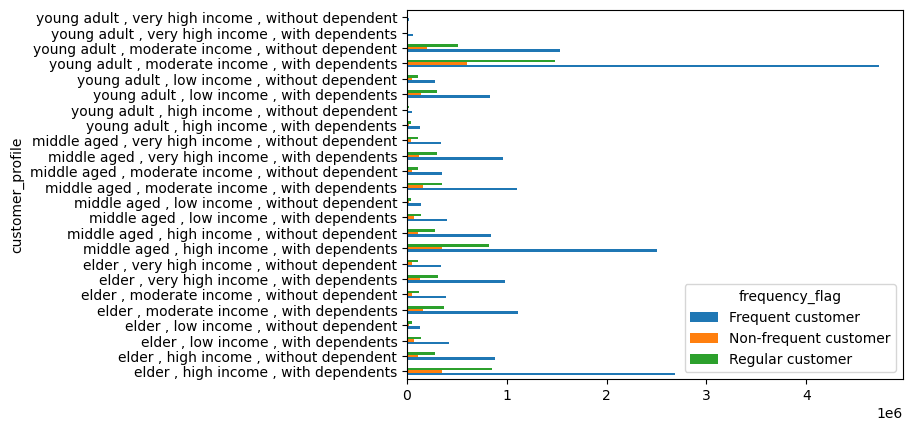 young adult , very high income , without dependent
young adult , very high income , with dependents
young adult , moderate income , without dependent
young adult , moderate income , with dependents
young adult , low income , without dependent
young adult , low income , with dependents
young adult , high income , without dependent
young adult , high income , with dependents
middle aged , very high income , without dependent
middle aged , very high income , with dependents
middle aged , moderate income , without dependent
middle aged , moderate income , with dependents
middle aged , low income , without dependent
middle aged , low income , with dependents
middle aged , high income , without dependent
middle aged , high income , with dependents
elder , very high income , without dependent
elder , very high income , with dependents
elder , moderate income , without dependent
elder , moderate income , with dependents
elder , low income , without dependent
elder , low income , with dependents
elder , high income , without dependent
elder , high income , with dependents
customer_profile
frequency_flag
Frequent customer
Non-frequent customer
Regular customer
0 1 2 3 4
1e6